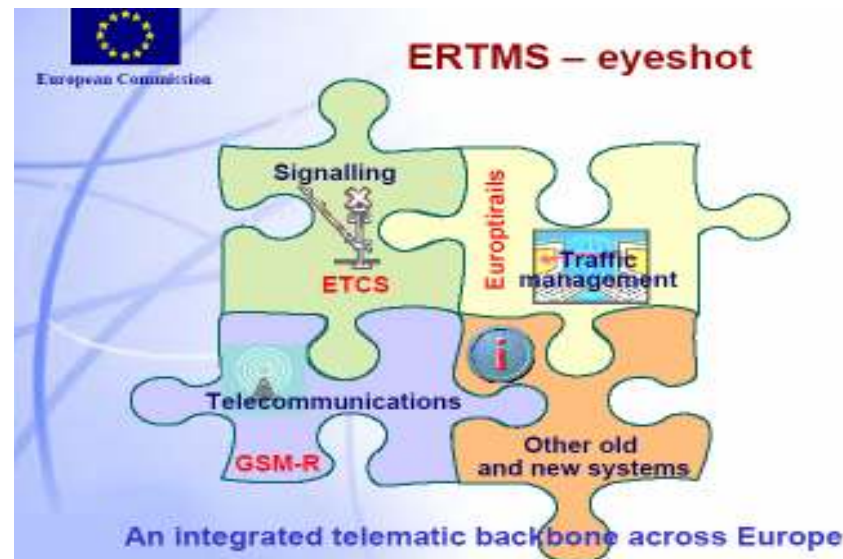 European Commission
ERTMS – eyeshot
Signalling
ETCS
Europtirails
Traffic
management
i
Telecommunications
GSM-R
Other old
and new systems
An integrated telematic backbone across Europe